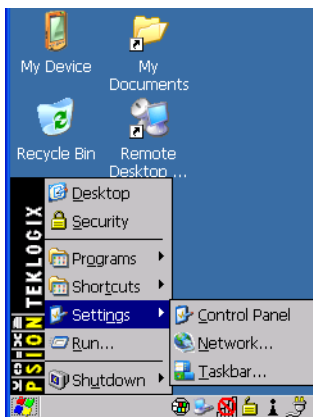 My Device
My
Documents
Recycle Bin
Remote
Desktop ...
Desktop
Security
Programs
Shortcuts
Settings
Run...
Shutdown
Control Panel
Network...
Taskbar...
PSION TEKLOGIX